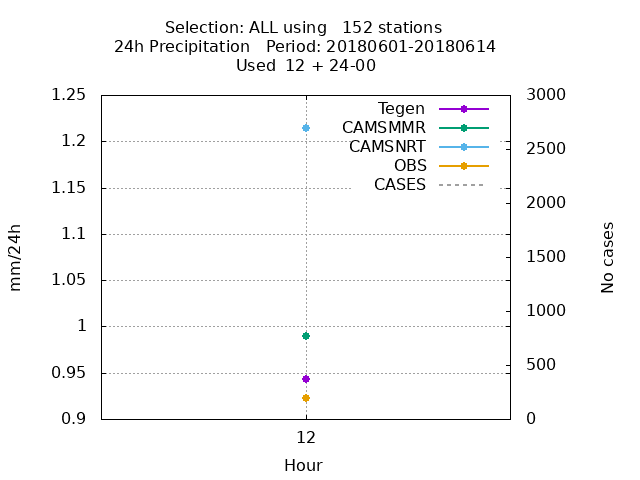 Selection: ALL using   152 stations
24h Precipitation   Period: 20180601-20180614
Used  12 + 24-00
1.25
1.2
1.15
1.1
1.05
1
0.95
0.9
mm/24h
Tegen
CAMSMMR
CAMSNRT
OBS
CASES
3000
2500
2000
1500
1000
500
0
No cases
12
Hour